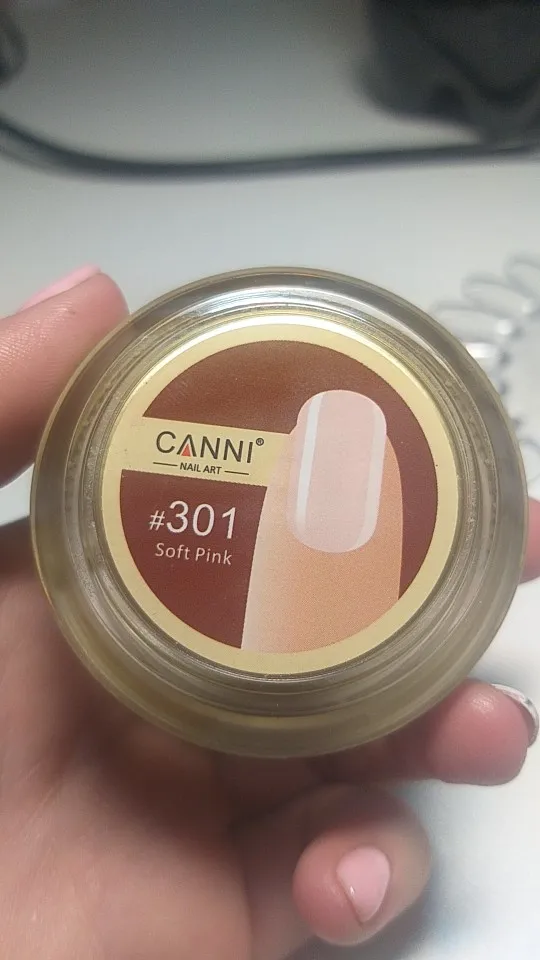 CANNI®
NAIL ART
#301
Soft Pink